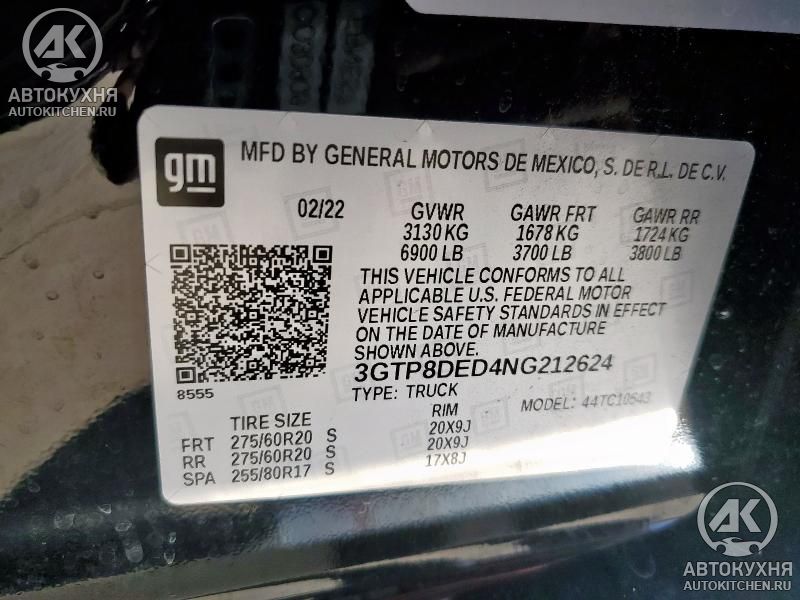 AK
АВТОКУХНЯ
AUTOKITCHEN.RU
gm
MFD BY GENERAL MOTORS DE MEXICO, S. DE R.L. DE C.V.
02/22 GVWR GAWR FRT GAWR RR
3130 KG 1678 KG 1724 KG
6900 LB 3700 LB 3800 LB
THIS VEHICLE CONFORMS TO ALL
APPLICABLE U.S. FEDERAL MOTOR
VEHICLE SAFETY STANDARDS IN EFFECT
ON THE DATE OF MANUFACTURE
SHOWN ABOVE.
8555
3GTP8DED4NG212624
TYPE: TRUCK MODEL: 44TC10543
TIRE SIZE RIM
FRT 275/60R20 S 20X9J
RR 275/60R20 S 20X9J
SPA 255/80R17 S 17X8J
AK
АВТОКУХНЯ
AUTOKITCHEN.RU